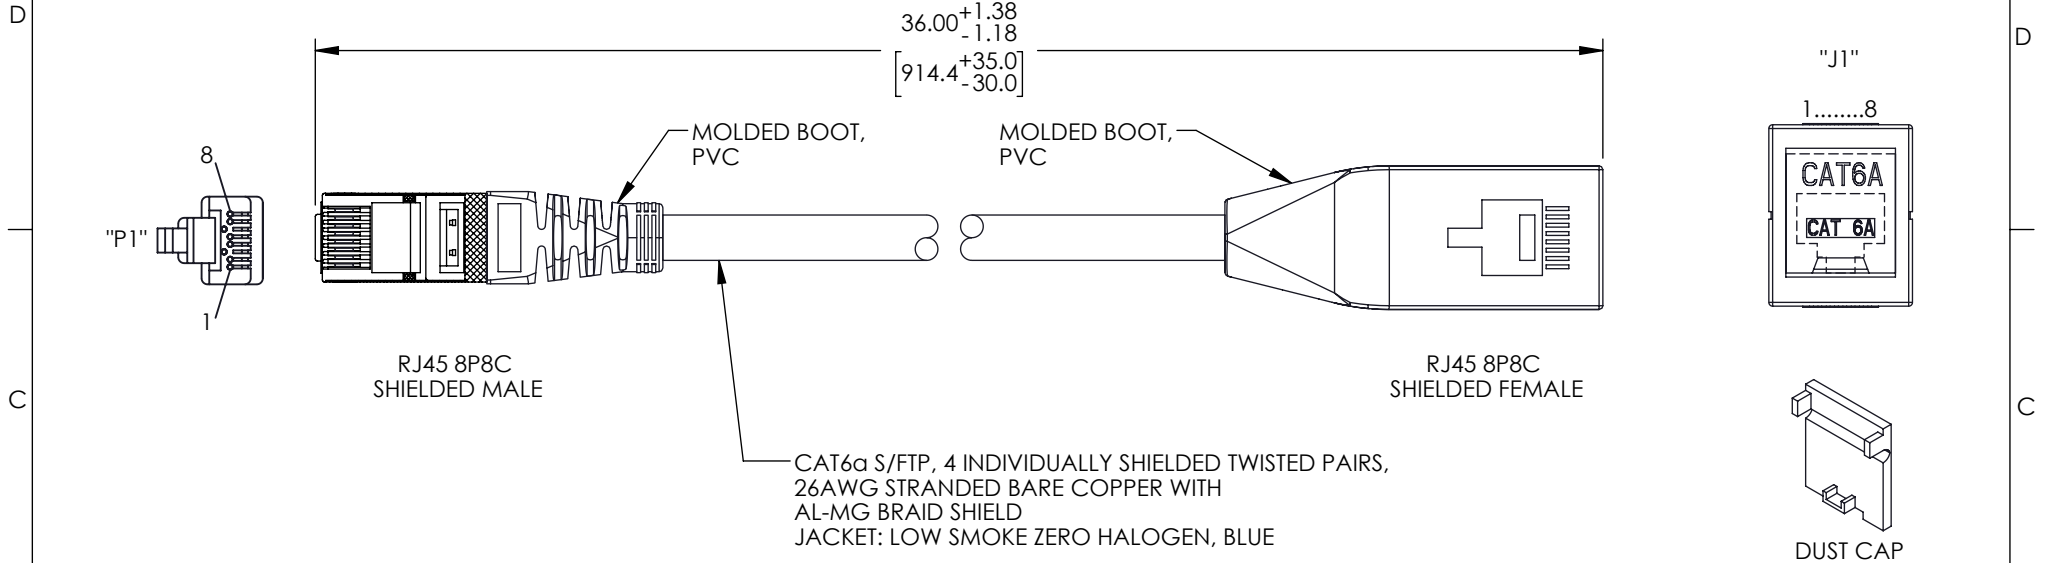 D
D
36.00 +1.38
-1.18
[914.4 +35.0
-30.0]
"J1"
1........8
MOLDED BOOT,
PVC
MOLDED BOOT,
PVC
8
"P1"
1
CAT6A
CAT 6A
RJ45 8P8C
SHIELDED MALE
RJ45 8P8C
SHIELDED FEMALE
C
C
CAT6a S/FTP, 4 INDIVIDUALLY SHIELDED TWISTED PAIRS,
26AWG STRANDED BARE COPPER WITH
AL-MG BRAID SHIELD
JACKET: LOW SMOKE ZERO HALOGEN, BLUE
DUST CAP